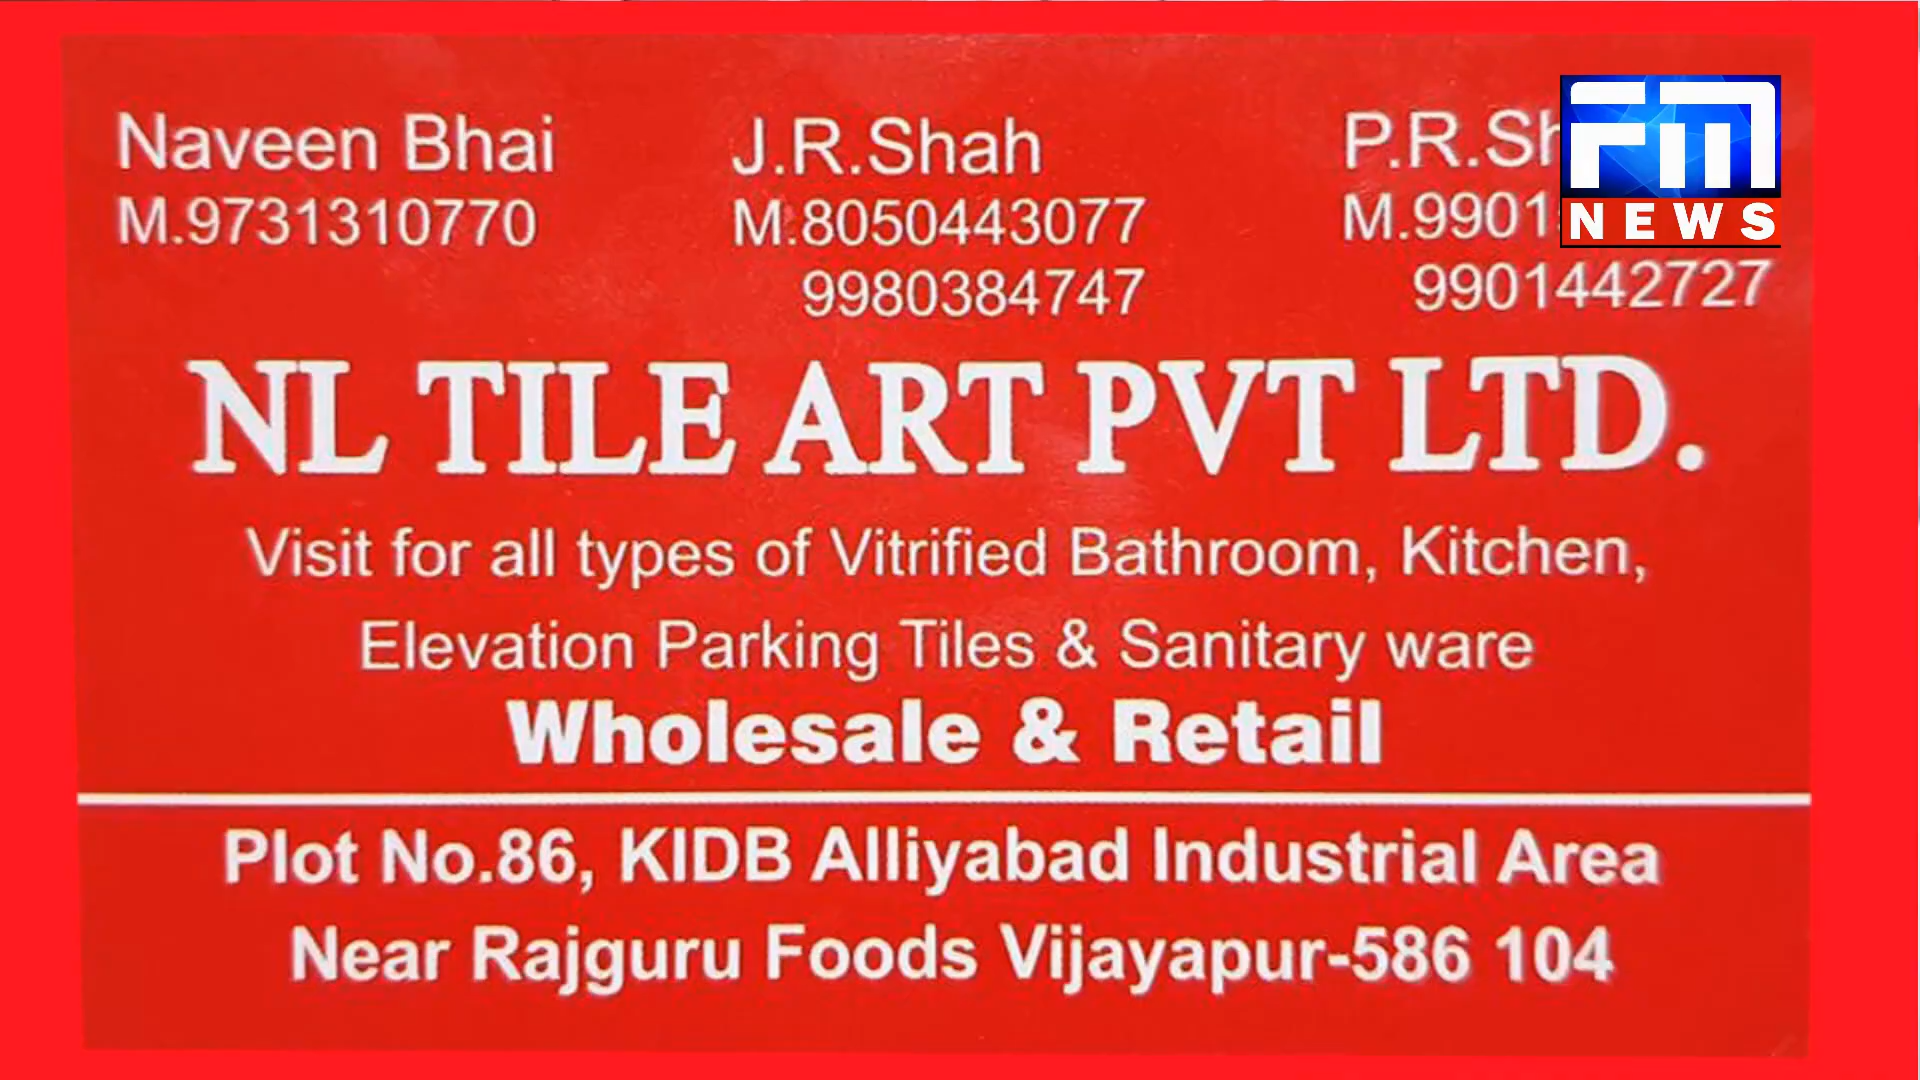 Naveen Bhai
M.9731310770
J.R.Shah
M.8050443077
9980384747
P.R.
9901442727
FM
NEWS
NL TILE ART PVT LTD.
Visit for all types of Vitrified Bathroom, Kitchen,
Elevation Parking Tiles & Sanitary ware
Wholesale & Retail
Plot No.86, KIDB Alliyabad Industrial Area
Near Rajguru Foods Vijayapur-586 104